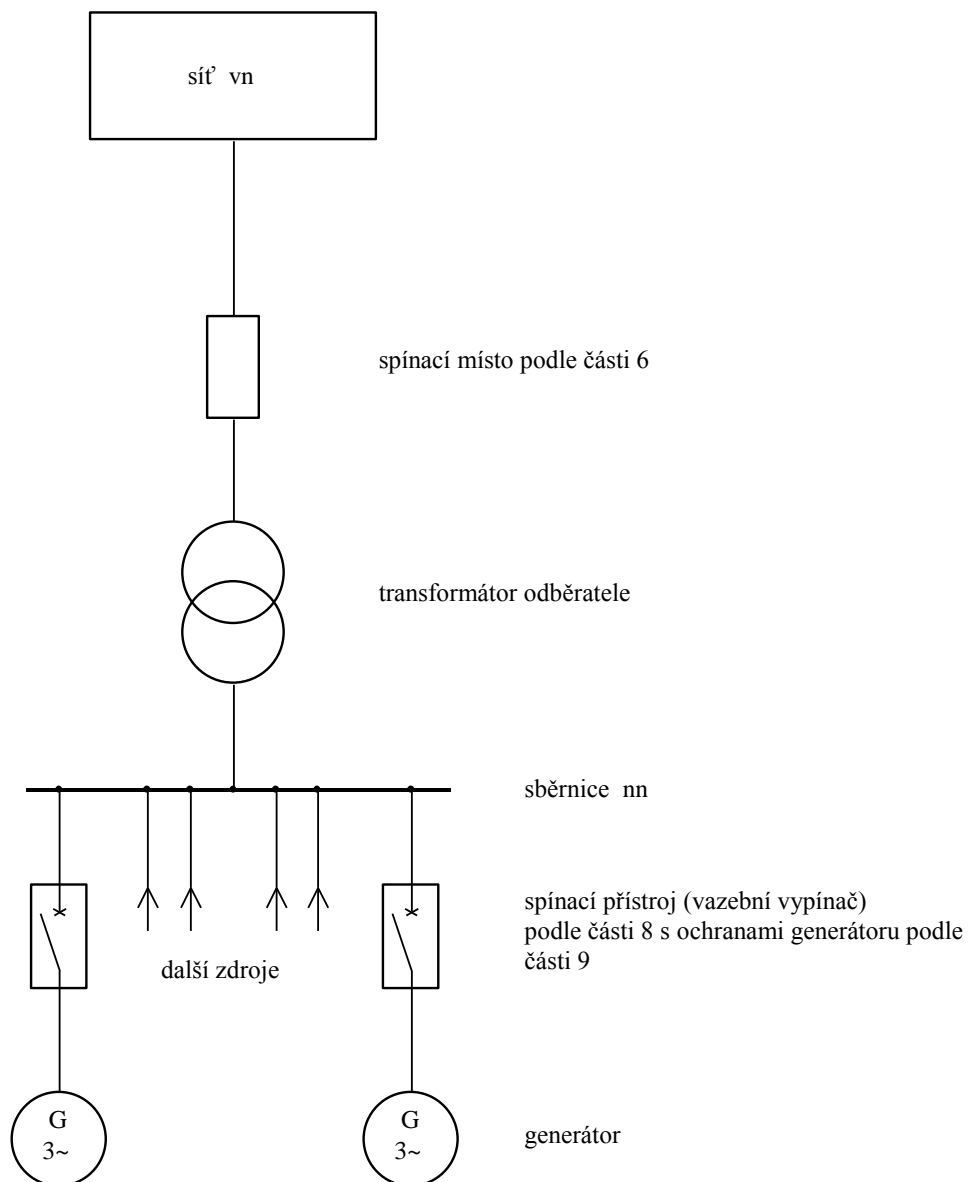 síť vn
spínací místo podle části 6
transformátor odběratele
sběrnice nn
spínací přístroj (vazební vypínač)
podle části 8 s ochranami generátoru podle
části 9
další zdroje
G
3~
G
3~
generátor